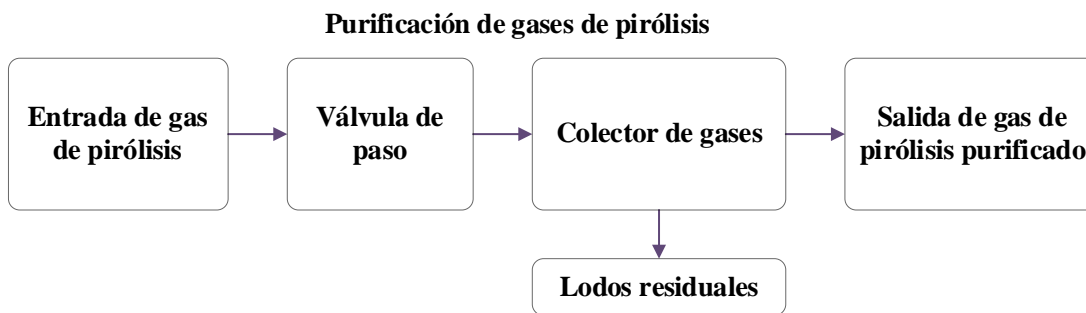 Purificación de gases de pirólisis
Entrada de gas
de pirólisis
Válvula de
paso
Colector de gases
Salida de gas de
pirólisis purificado
Lodos residuales